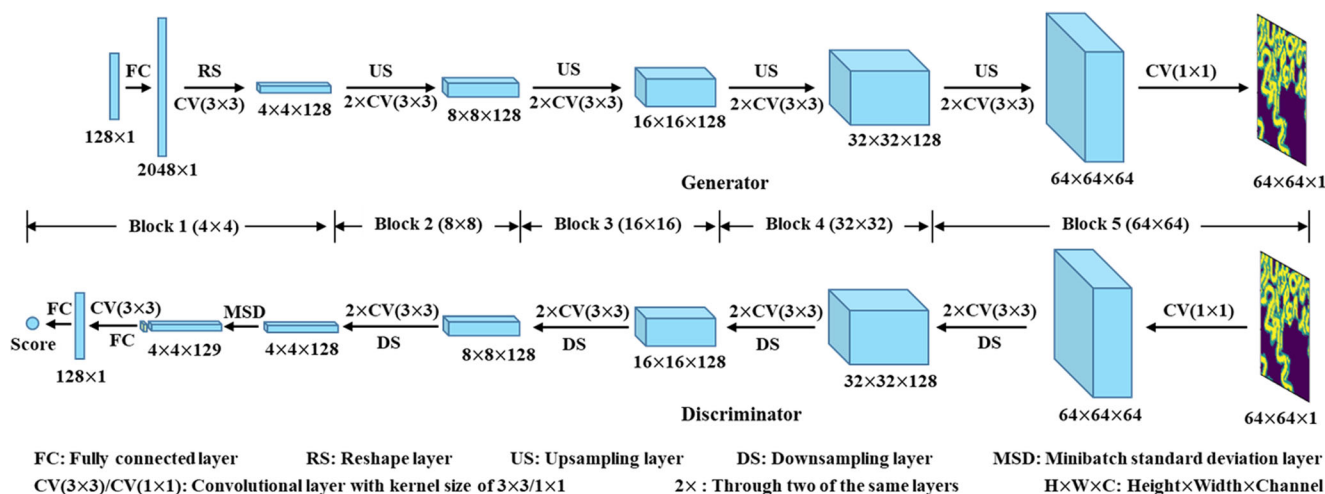 FC
RS
US
US
US
US
CV(1×1)
CV(3×3)
2×CV(3×3)
2×CV(3×3)
2×CV(3×3)
2×CV(3×3)
128×1
2048×1
4×4×128
8×8×128
16×16×128
32×32×128
64×64×64
64×64×1
Generator
Block 1 (4×4)
Block 2 (8×8)
Block 3 (16×16)
Block 4 (32×32)
Block 5 (64×64)
FC
CV(3×3)
MSD
2×CV(3×3)
2×CV(3×3)
2×CV(3×3)
2×CV(3×3)
CV(1×1)
FC
DS
DS
DS
DS
Score
128×1
4×4×129
4×4×128
8×8×128
16×16×128
32×32×128
64×64×64
64×64×1
Discriminator
FC: Fully connected layer RS: Reshape layer US: Upsampling layer DS: Downsampling layer MSD: Minibatch standard deviation layer
CV(3×3)/CV(1×1): Convolutional layer with kernel size of 3×3/1×1 2× : Through two of the same layers H×W×C: Height×Width×Channel